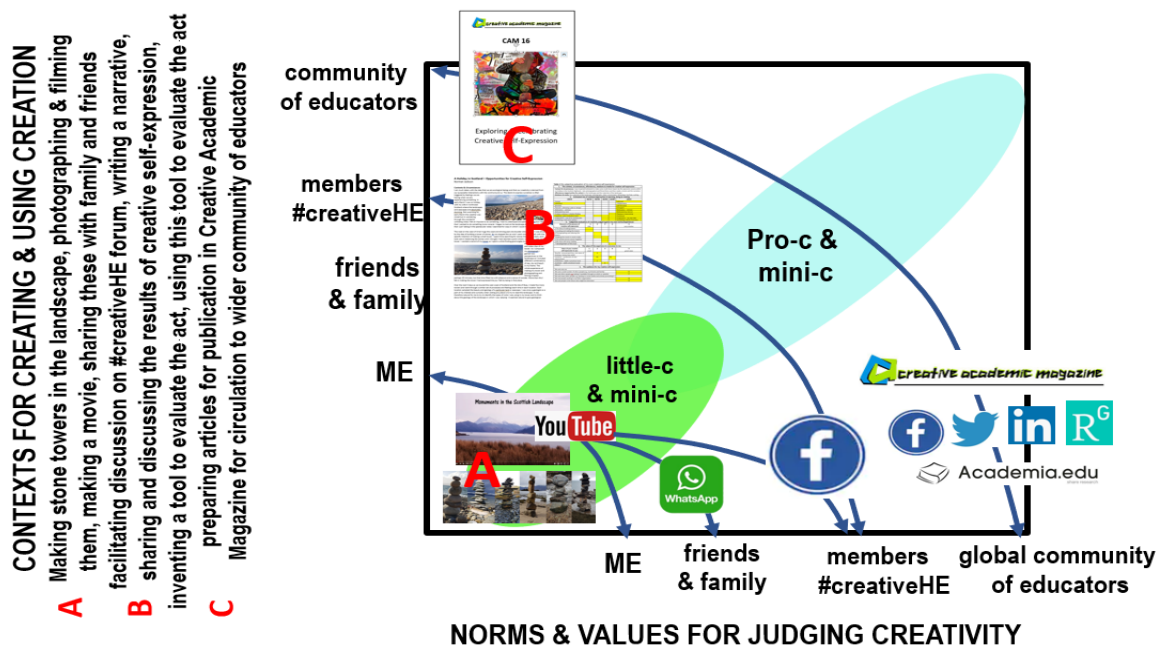 CONTEXTS FOR CREATING & USING CREATION
A Making stone towers in the landscape, photographing & filming
them, making a movie, sharing these with family and friends
B facilitating discussion on #creativeHE forum, writing a narrative,
sharing and discussing the results of creative self-expression,
inventing a tool to evaluate the act, using this tool to evaluate the act
C preparing articles for publication in Creative Academic
Magazine for circulation to wider community of educators
community
of educators
members
#creativeHE
friends
& family
ME
creative academic magazine
CAM 16
Exploring
Creative Self-Expression
C
B
Pro-c &
mini-c
little-c
& mini-c
Monuments in the Scottish Landscape
YouTube
A
WhatsApp
f
creative academic magazine
f
in
RG
Academia.edu
ME
friends
& family
members
#creativeHE
global community
of educators
NORMS & VALUES FOR JUDGING CREATIVITY